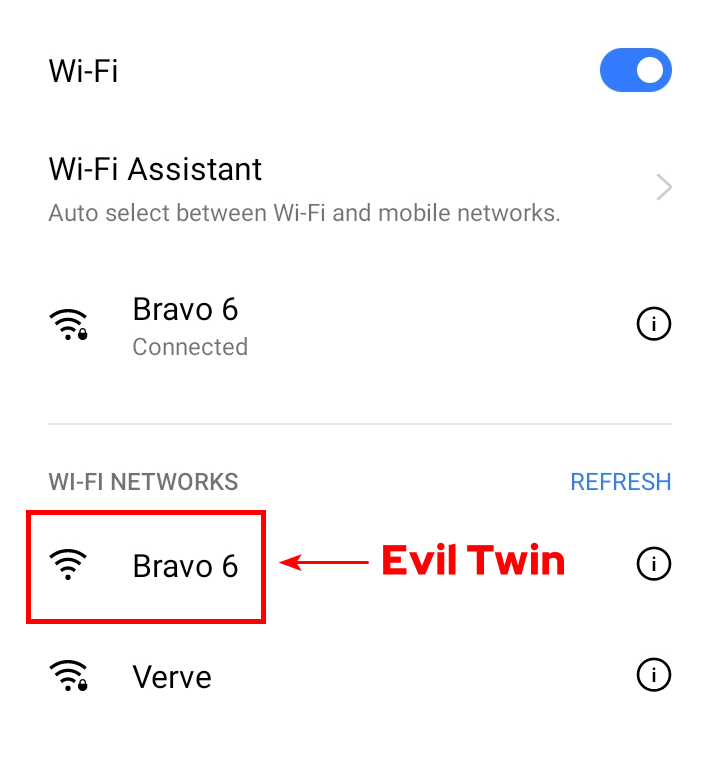 Wi-Fi
Wi-Fi Assistant
Auto select between Wi-Fi and mobile networks.
Bravo 6
Connected
WI-FI NETWORKS
REFRESH
Bravo 6
Evil Twin
Verve